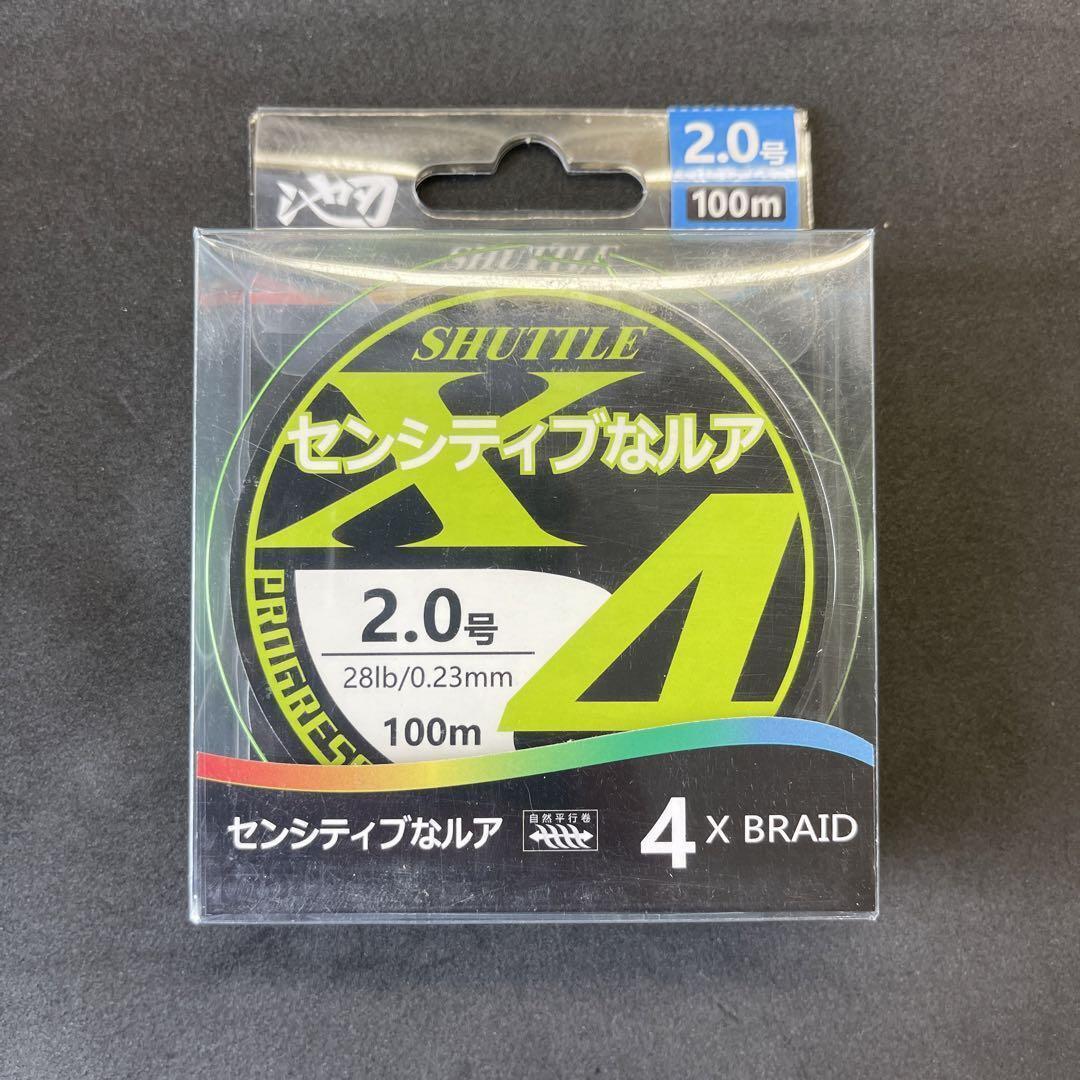 2.0号
100m
SHUTTLE
SHUTTLE
X
センシティブなルア
4
PROGRESS
2.0号
28lb/0.23mm
100m
センシティブなルア
自然平行巻
4 X BRAID